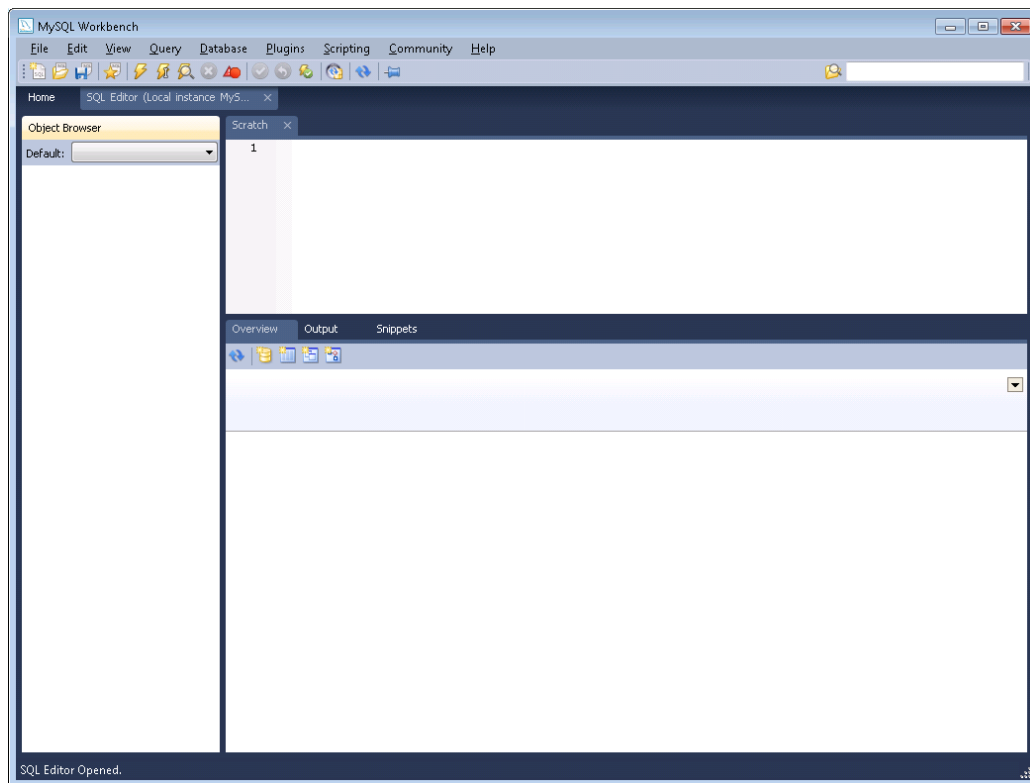 MySQL Workbench
File Edit View Query Database Plugins Scripting Community Help
Home SQL Editor (Local instance MyS...
Object Browser
Scratch
Default:
1
Overview Output Snippets
SQL Editor Opened.